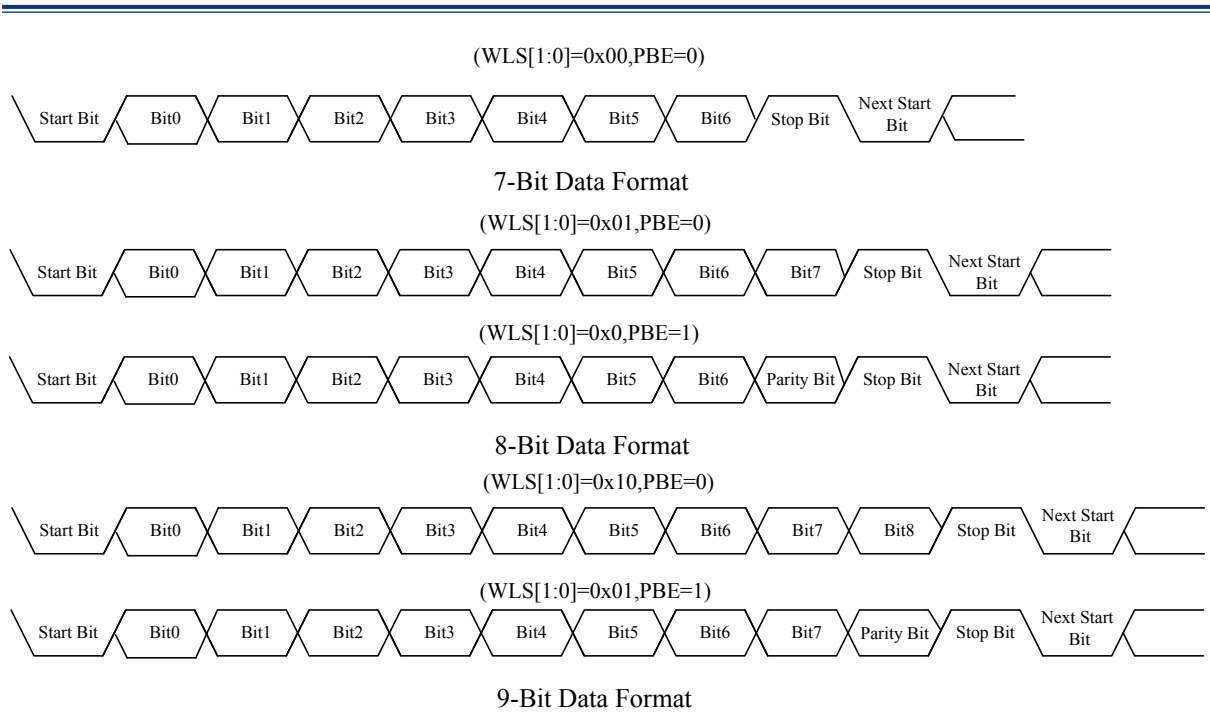 (WLS[1:0]=0x00,PBE=0)
Start Bit Bit0 Bit1 Bit2 Bit3 Bit4 Bit5 Bit6 Stop Bit Next Start Bit
7-Bit Data Format
(WLS[1:0]=0x01,PBE=0)
Start Bit Bit0 Bit1 Bit2 Bit3 Bit4 Bit5 Bit6 Bit7 Stop Bit Next Start Bit
(WLS[1:0]=0x0,PBE=1)
Start Bit Bit0 Bit1 Bit2 Bit3 Bit4 Bit5 Bit6 Parity Bit Stop Bit Next Start Bit
8-Bit Data Format
(WLS[1:0]=0x10,PBE=0)
Start Bit Bit0 Bit1 Bit2 Bit3 Bit4 Bit5 Bit6 Bit7 Bit8 Stop Bit Next Start Bit
(WLS[1:0]=0x01,PBE=1)
Start Bit Bit0 Bit1 Bit2 Bit3 Bit4 Bit5 Bit6 Bit7 Parity Bit Stop Bit Next Start Bit
9-Bit Data Format